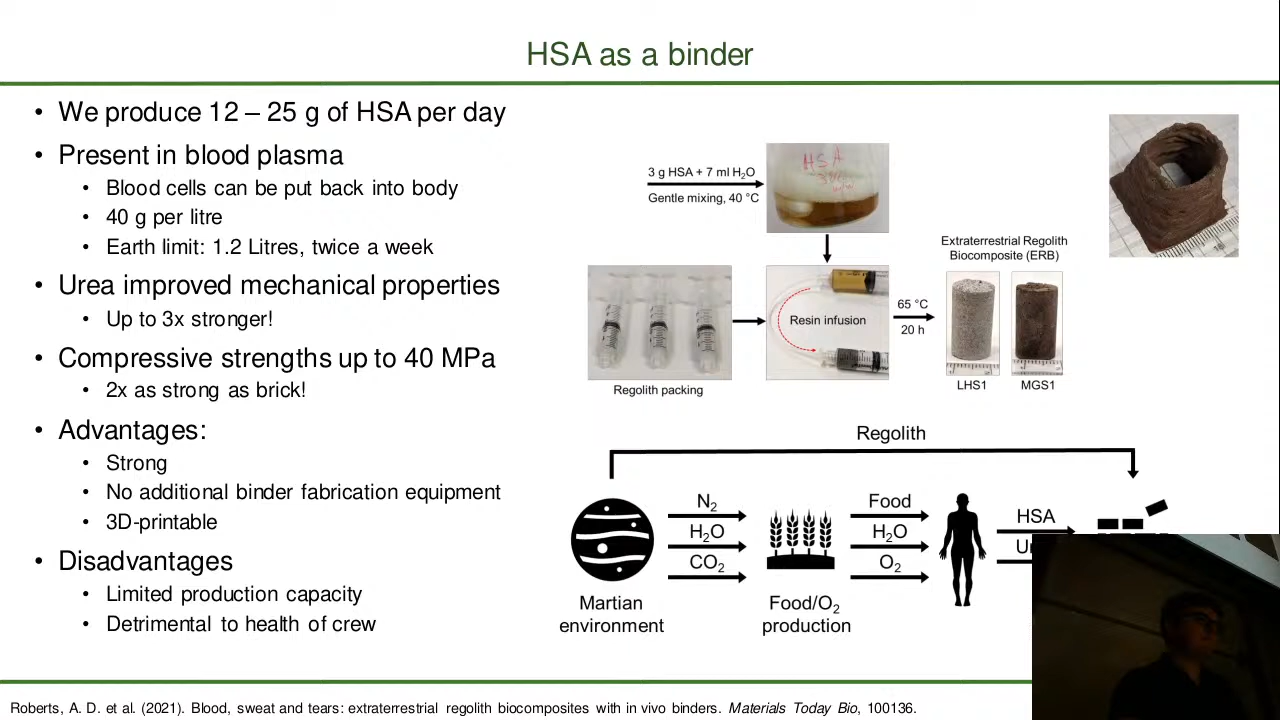 HSA as a binder
• We produce 12 – 25 g of HSA per day
• Present in blood plasma
• Blood cells can be put back into body
• 40 g per litre
• Earth limit: 1.2 Litres, twice a week
• Urea improved mechanical properties
• Up to 3x stronger!
• Compressive strengths up to 40 MPa
• 2x as strong as brick!
• Advantages:
• Strong
• No additional binder fabrication equipment
• 3D-printable
• Disadvantages
• Limited production capacity
• Detrimental to health of crew
3 g HSA + 7 ml H₂O
Gentle mixing, 40 °C
HSA
Regolith packing
Resin infusion
65 °C
20 h
Extraterrestrial Regolith
Biocomposite (ERB)
LHS1
MGS1
Regolith
N₂
H₂O
CO₂
Food
H₂O
O₂
HSA
Martian
environment
Food/O₂
production
Roberts, A. D. et al. (2021). Blood, sweat and tears: extraterrestrial regolith biocomposites with in vivo binders. Materials Today Bio, 100136.